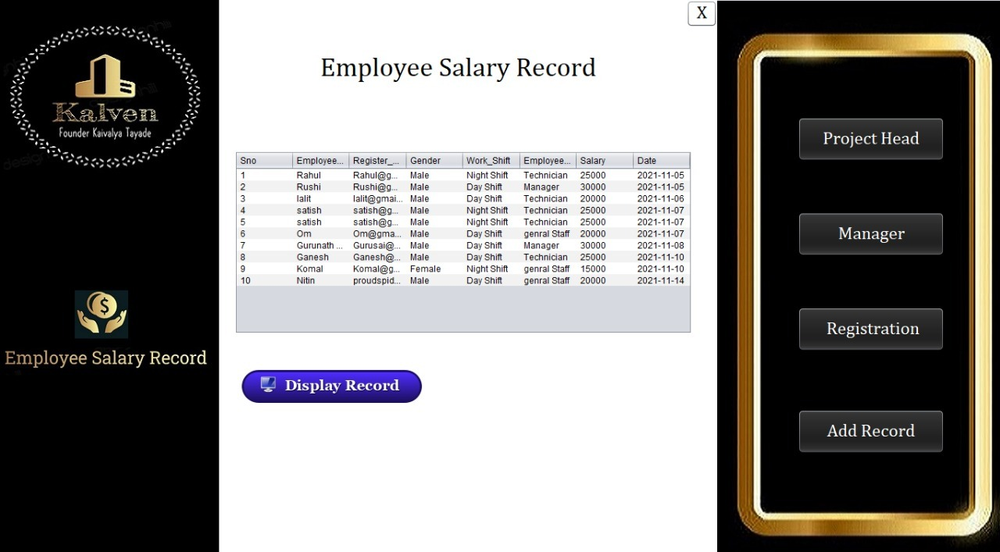 Kalven
Founder Kaivalya Tayade
Employee Salary Record
X
Employee Salary Record
Sno Employee... Register_... Gender Work_Shift Employee... Salary Date
1 Rahul Rahul@g... Male Night Shift Technician 25000 2021-11-05
2 Rushi Rushi@g... Male Day Shift Manager 30000 2021-11-05
3 lalit lalit@gmai... Male Day Shift Technician 20000 2021-11-06
4 satish satish@g... Male Night Shift Technician 25000 2021-11-07
5 satish satish@g... Male Night Shift Technician 25000 2021-11-07
6 Om Om@gma... Male Day Shift genral Staff 20000 2021-11-07
7 Gurunath ... Gurusai@... Male Day Shift Manager 30000 2021-11-08
8 Ganesh Ganesh@... Male Day Shift Technician 25000 2021-11-10
9 Komal Komal@g... Female Night Shift genral Staff 15000 2021-11-10
10 Nitin proudspid... Male Day Shift genral Staff 20000 2021-11-14
Display Record
Project Head
Manager
Registration
Add Record